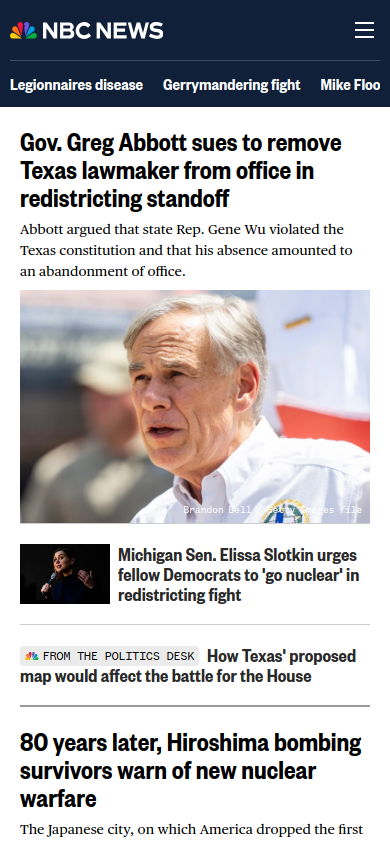 NBC NEWS
Legionnaires disease Gerrymandering fight Mike Floo
Gov. Greg Abbott sues to remove
Texas lawmaker from office in
redistricting standoff
Abbott argued that state Rep. Gene Wu violated the
Texas constitution and that his absence amounted to
an abandonment of office.
Brandon Bell / Getty Images file
Michigan Sen. Elissa Slotkin urges
fellow Democrats to 'go nuclear' in
redistricting fight
FROM THE POLITICS DESK How Texas' proposed
map would affect the battle for the House
80 years later, Hiroshima bombing
survivors warn of new nuclear
warfare
The Japanese city, on which America dropped the first